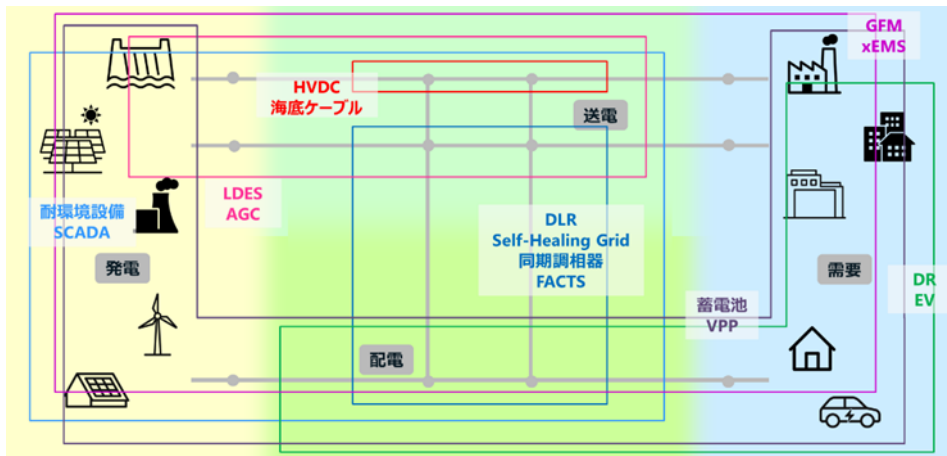 GFM
xEMS
HVDC
海底ケーブル
送電
LDES
AGC
耐環境設備
SCADA
DLR
Self-Healing Grid
同期調相器
FACTS
発電
需要
DR
EV
蓄電池
VPP
配電